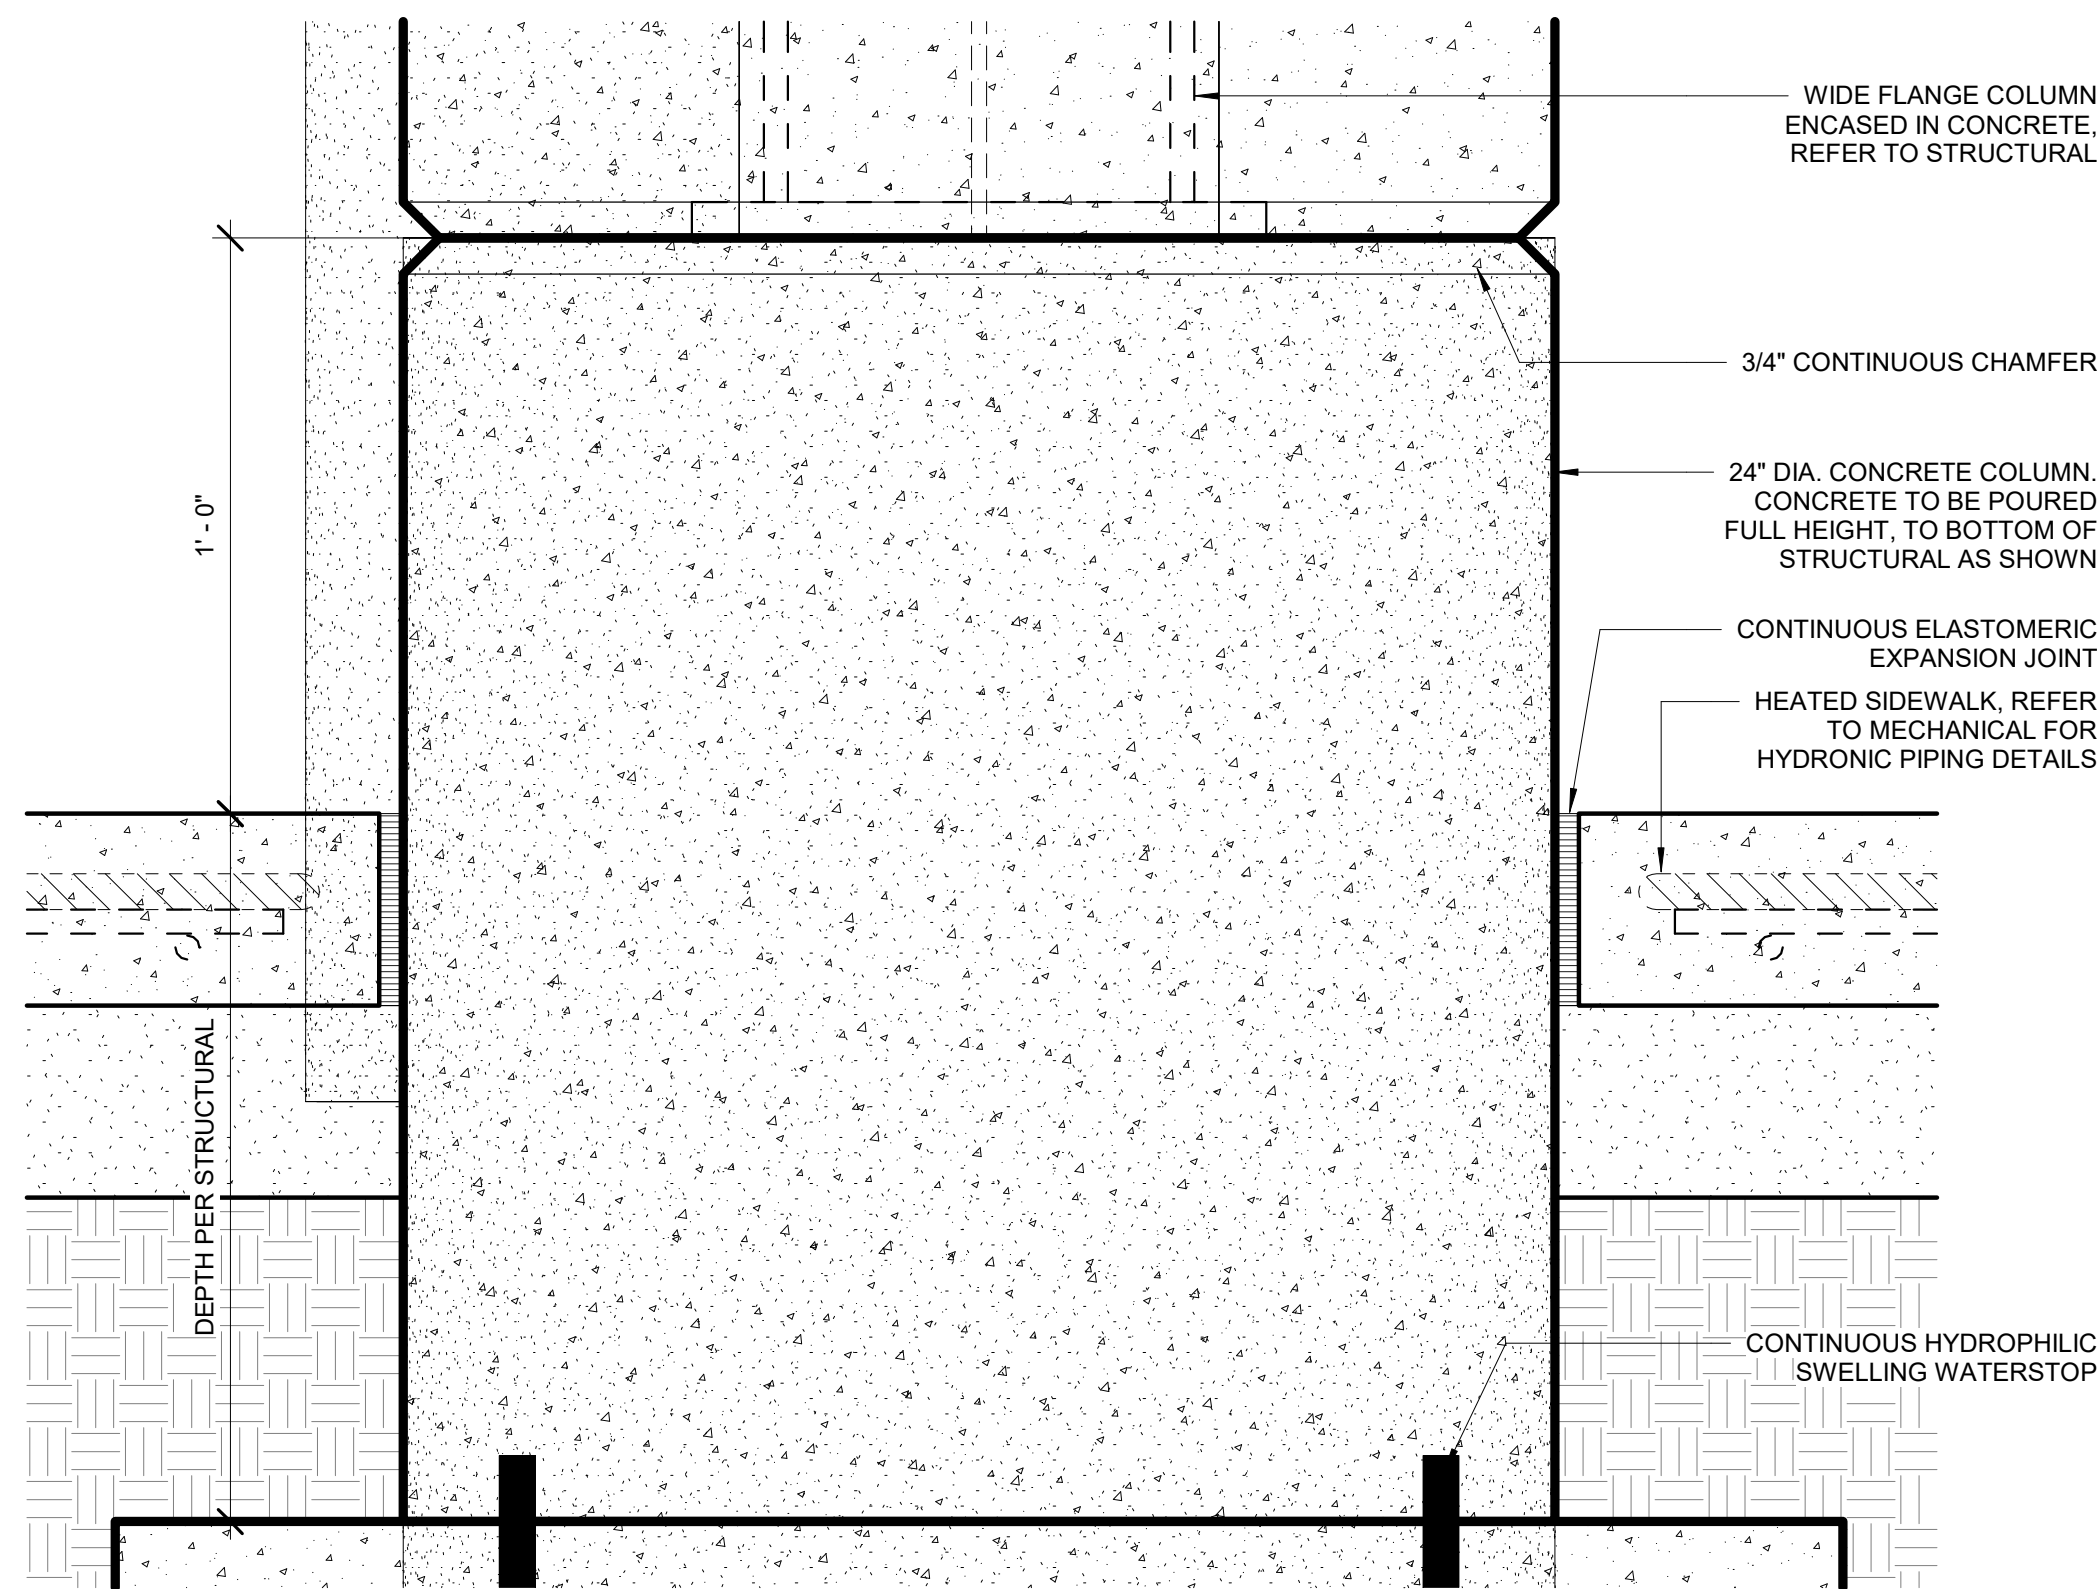 WIDE FLANGE COLUMN
ENCASED IN CONCRETE,
REFER TO STRUCTURAL
3/4" CONTINUOUS CHAMFER
24" DIA. CONCRETE COLUMN.
CONCRETE TO BE POURED
FULL HEIGHT, TO BOTTOM OF
STRUCTURAL AS SHOWN
1' - 0"
CONTINUOUS ELASTOMERIC
EXPANSION JOINT
HEATED SIDEWALK, REFER
TO MECHANICAL FOR
HYDRONIC PIPING DETAILS
DEPTH PER STRUCTURAL
CONTINUOUS HYDROPHILIC
SWELLING WATERSTOP